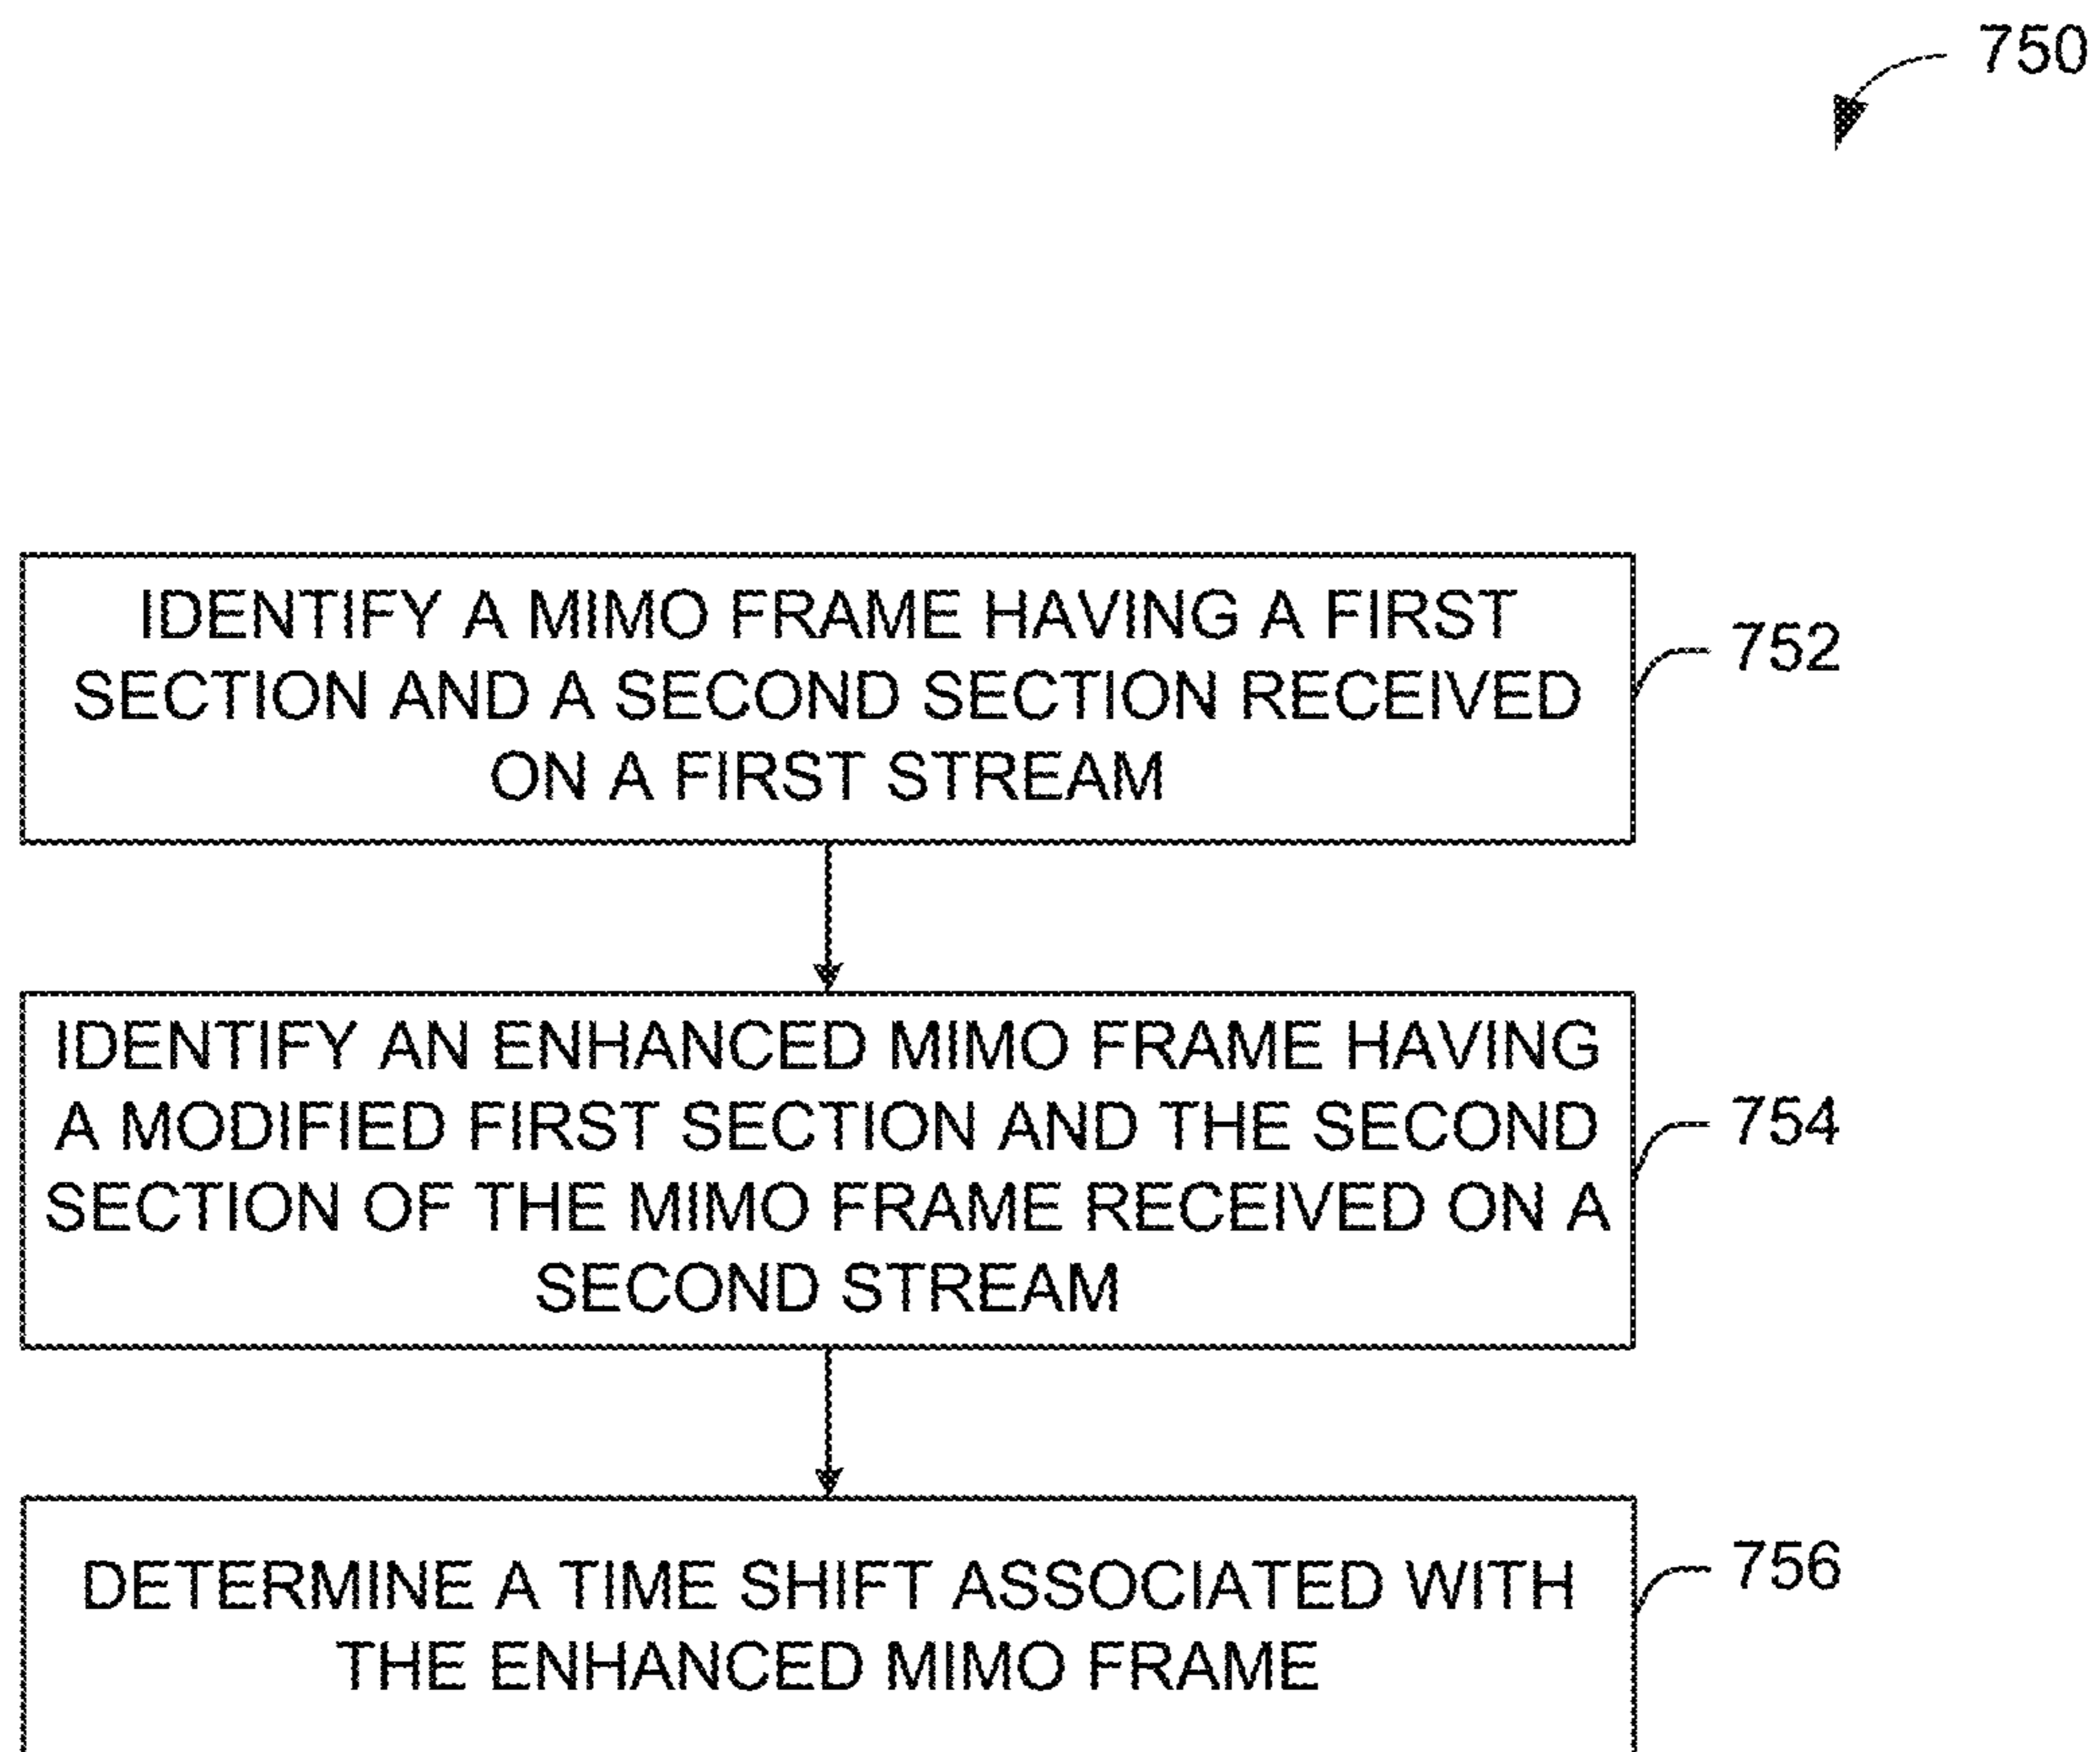 750
IDENTIFY A MIMO FRAME HAVING A FIRST
SECTION AND A SECOND SECTION RECEIVED
ON A FIRST STREAM
752
IDENTIFY AN ENHANCED MIMO FRAME HAVING
A MODIFIED FIRST SECTION AND THE SECOND
SECTION OF THE MIMO FRAME RECEIVED ON A
SECOND STREAM
754
DETERMINE A TIME SHIFT ASSOCIATED WITH
THE ENHANCED MIMO FRAME
756